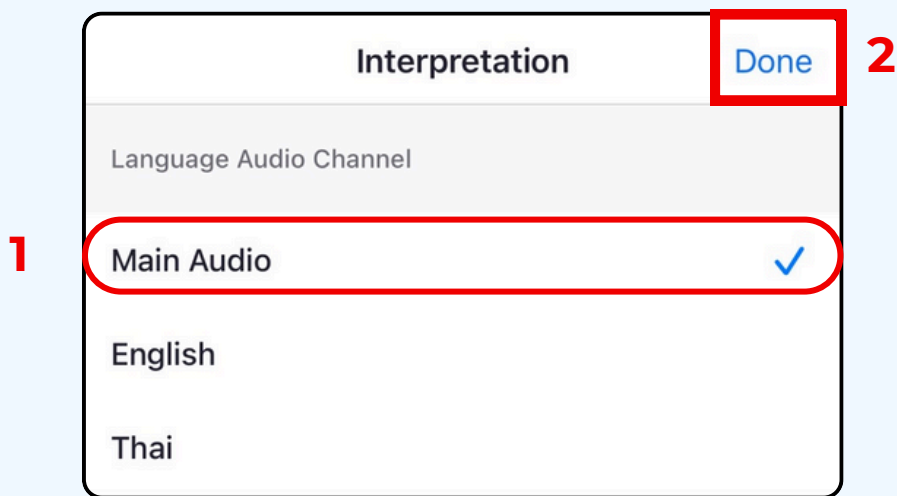 Interpretation Done 2
Language Audio Channel
1 Main Audio
English
Thai